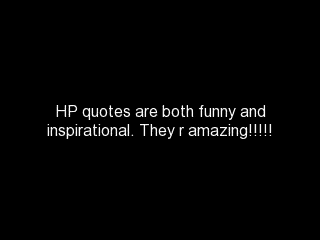 HP quotes are both funny and
inspirational. They r amazing!!!!!